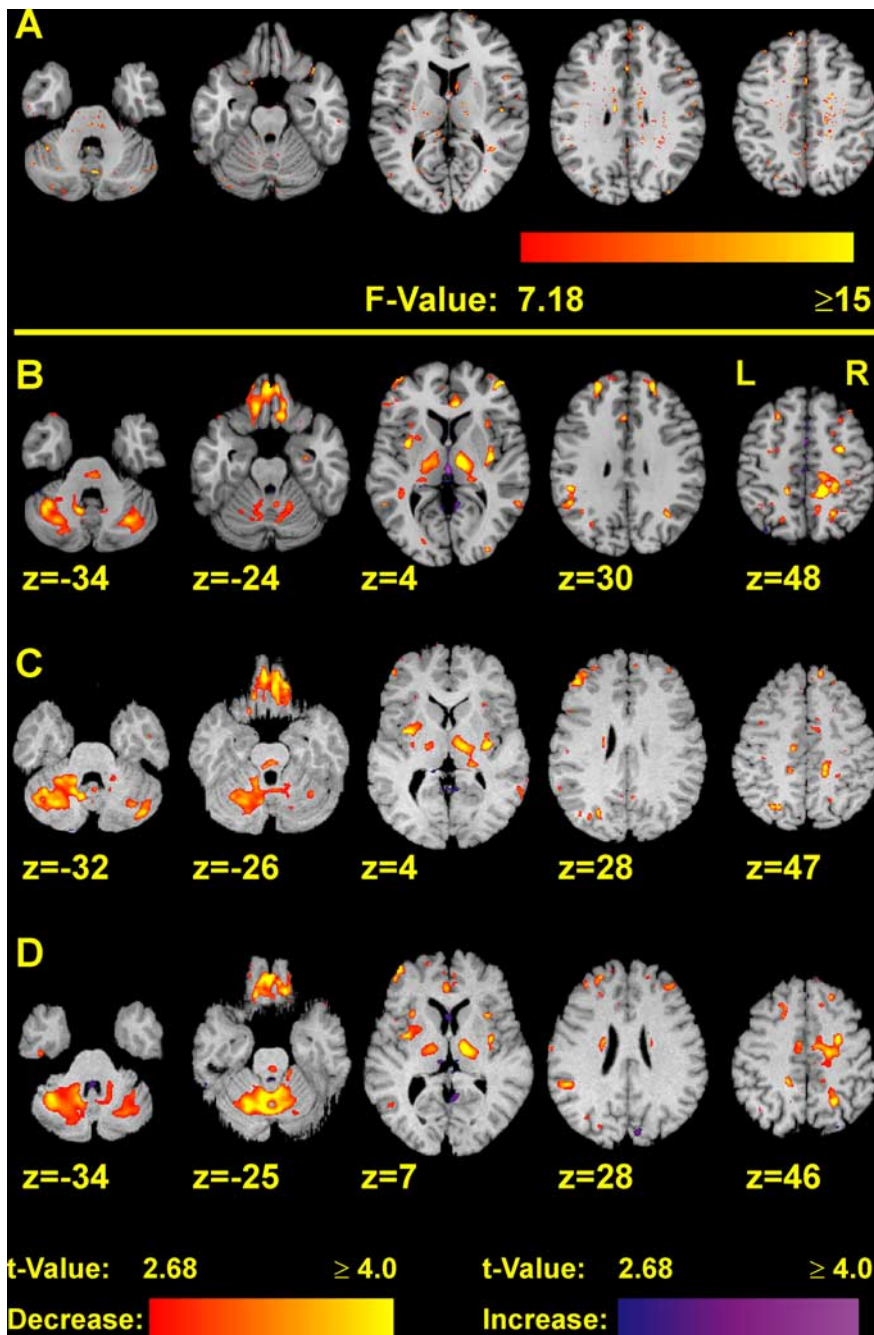 A
F-Value: 7.18 ≥15
B L R
z=-34 z=-24 z=4 z=30 z=48
C
z=-32 z=-26 z=4 z=28 z=47
D
z=-34 z=-25 z=7 z=28 z=46
t-Value: 2.68 ≥ 4.0 t-Value: 2.68 ≥ 4.0
Decrease: Increase: